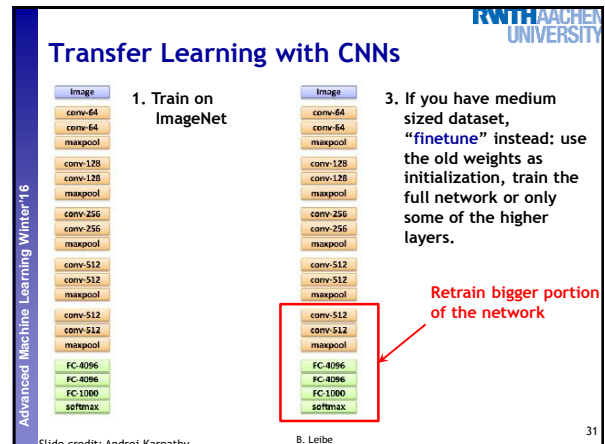 RWTHAACHEN
UNIVERSITY
Transfer Learning with CNNs
Advanced Machine Learning Winter'16
Image
conv-64
conv-64
maxpool
conv-128
conv-128
maxpool
conv-256
conv-256
maxpool
conv-512
conv-512
maxpool
conv-512
conv-512
maxpool
FC-4096
FC-4096
FC-1000
softmax
1. Train on
ImageNet
Image
conv-64
conv-64
maxpool
conv-128
conv-128
maxpool
conv-256
conv-256
maxpool
conv-512
conv-512
maxpool
conv-512
conv-512
maxpool
FC-4096
FC-4096
FC-1000
softmax
3. If you have medium
sized dataset,
“finetune” instead: use
the old weights as
initialization, train the
full network or only
some of the higher
layers.
Retrain bigger portion
of the network
Slide credit: Andrej Karpathy
B. Leibe
31